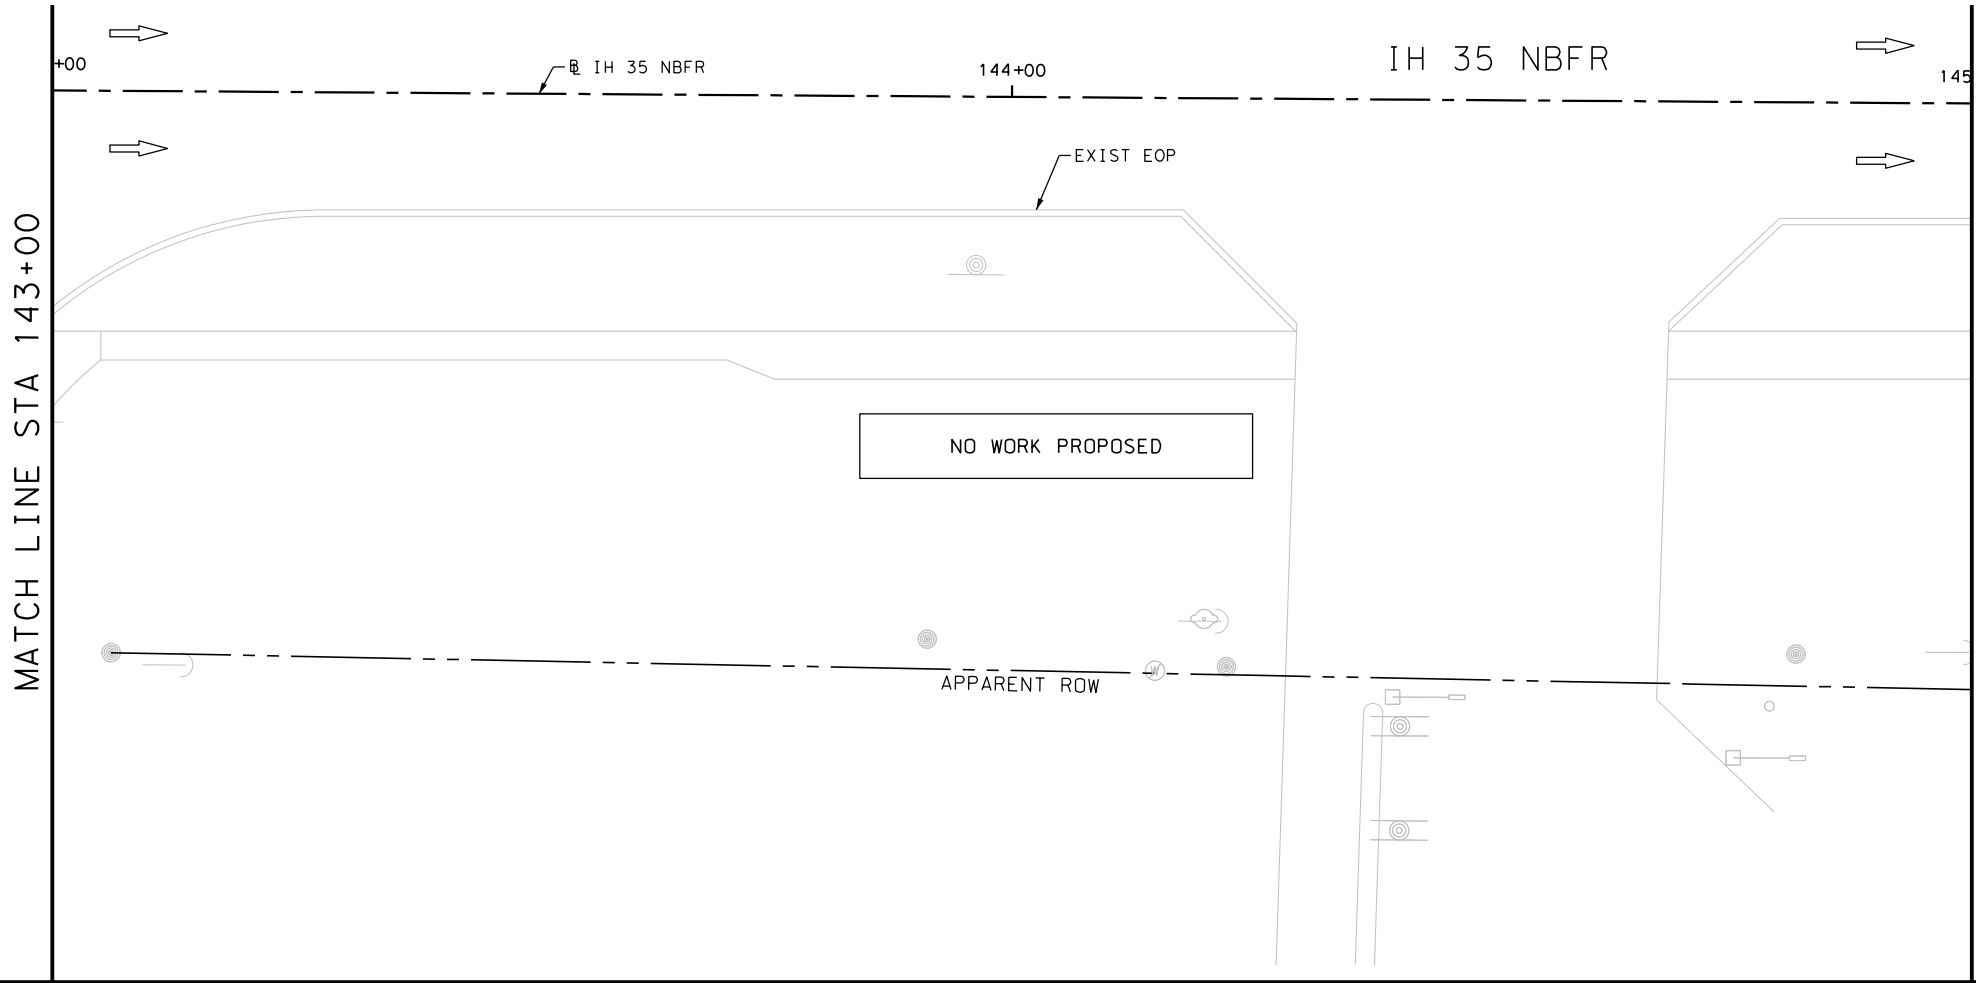 +00
BL IH 35 NBFR
144+00
IH 35 NBFR
145
EXIST EOP
MATCH LINE STA 143+00
NO WORK PROPOSED
W
APPARENT ROW